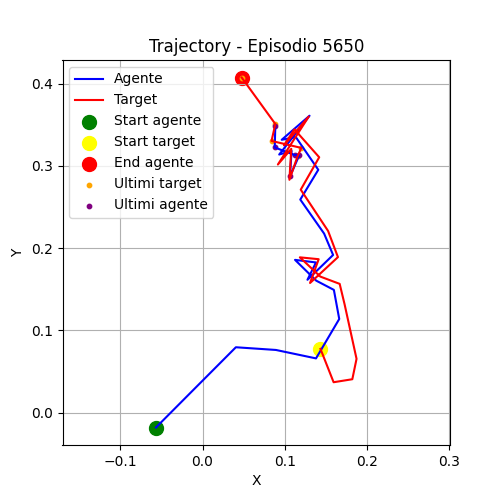 Trajectory - Episodio 5650
Agente
Target
Start agente
Start target
End agente
Ultimi target
Ultimi agente
Y
0.4
0.3
0.2
0.1
0.0
−0.1
0.0
0.1
0.2
0.3
X